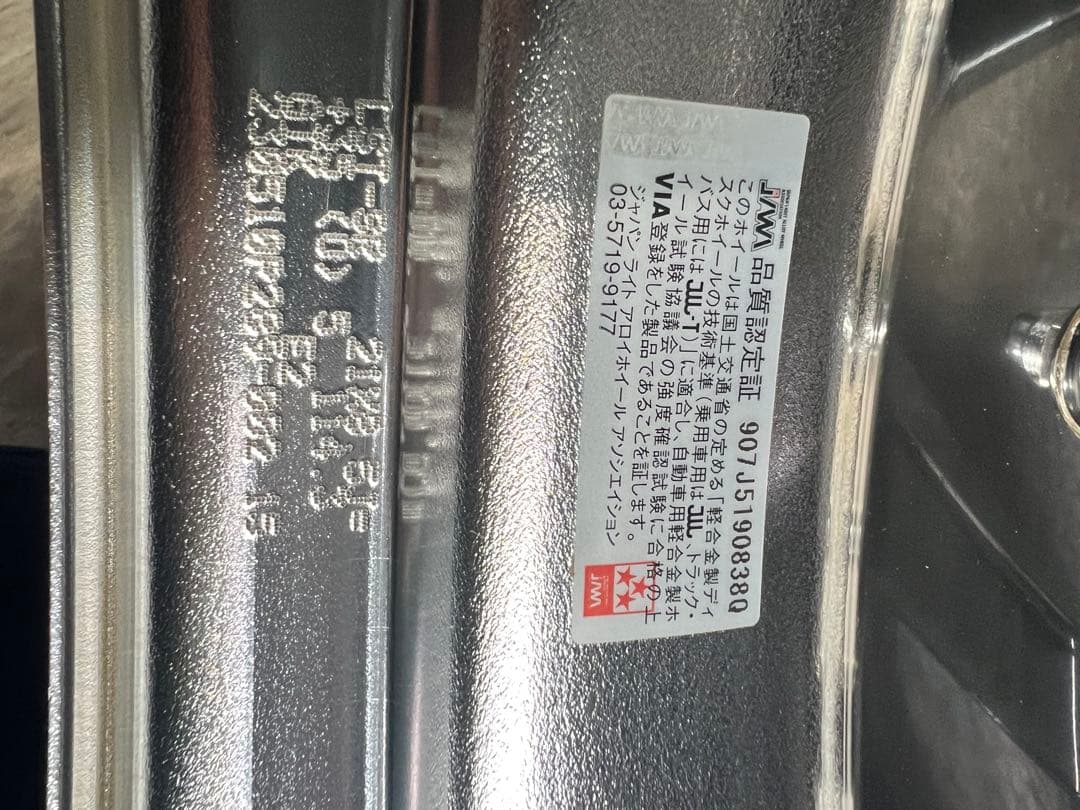 +35 (U) 5 114.3
JAWA 品質認定証 907J5190838Q
このホイールは国土交通省の定める「軽合金製ディ
スクホイールの技術基準(乗用車用はJWL、トラック・
バス用にはJWL-T)」に適合し、自動車用軽合金製ホ
イール試験協議会の強度確認試験に合格の上
VIA登録をした製品であることを証します。
ジャパンライト アロイホイール アソシエイション
03-5719-9177
JAWA